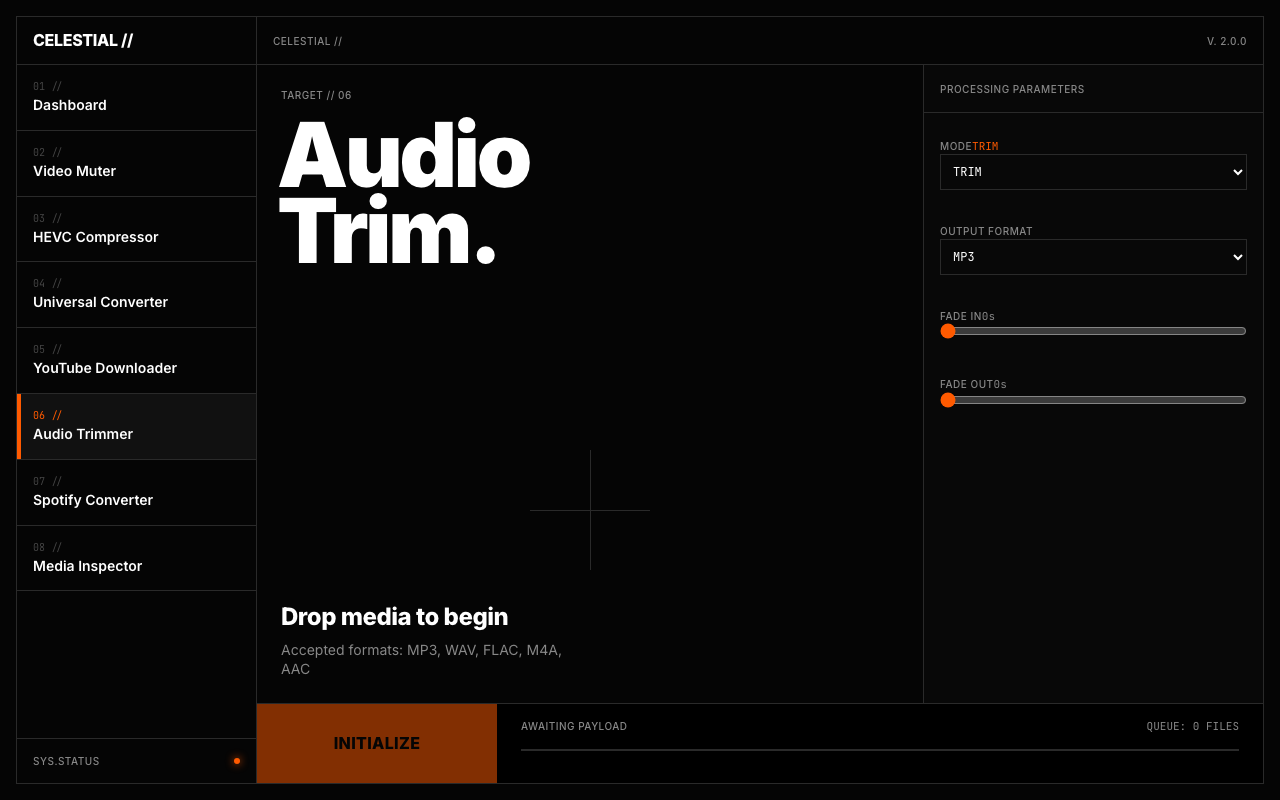 CELESTIAL //
CELESTIAL //
V. 2.0.0
01 //
Dashboard
02 //
Video Muter
03 //
HEVC Compressor
04 //
Universal Converter
05 //
YouTube Downloader
06 //
Audio Trimmer
07 //
Spotify Converter
08 //
Media Inspector
SYS.STATUS
TARGET // 06
Audio
Trim.
Drop media to begin
Accepted formats: MP3, WAV, FLAC, M4A,
AAC
PROCESSING PARAMETERS
MODETRIM
TRIM
OUTPUT FORMAT
MP3
FADE IN0s
FADE OUT0s
INITIALIZE
AWAITING PAYLOAD
QUEUE: 0 FILES